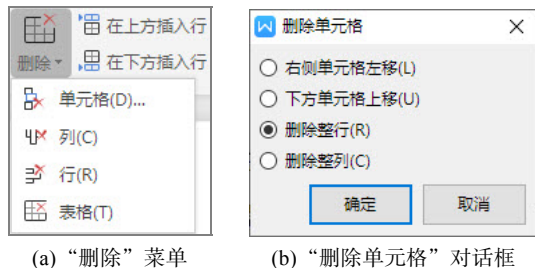 删除
在上方插入行
在下方插入行
单元格(D)...
列(C)
行(R)
表格(T)
(a)“删除”菜单
删除单元格
右侧单元格左移(L)
下方单元格上移(U)
删除整行(R)
删除整列(C)
确定
取消
(b)“删除单元格”对话框